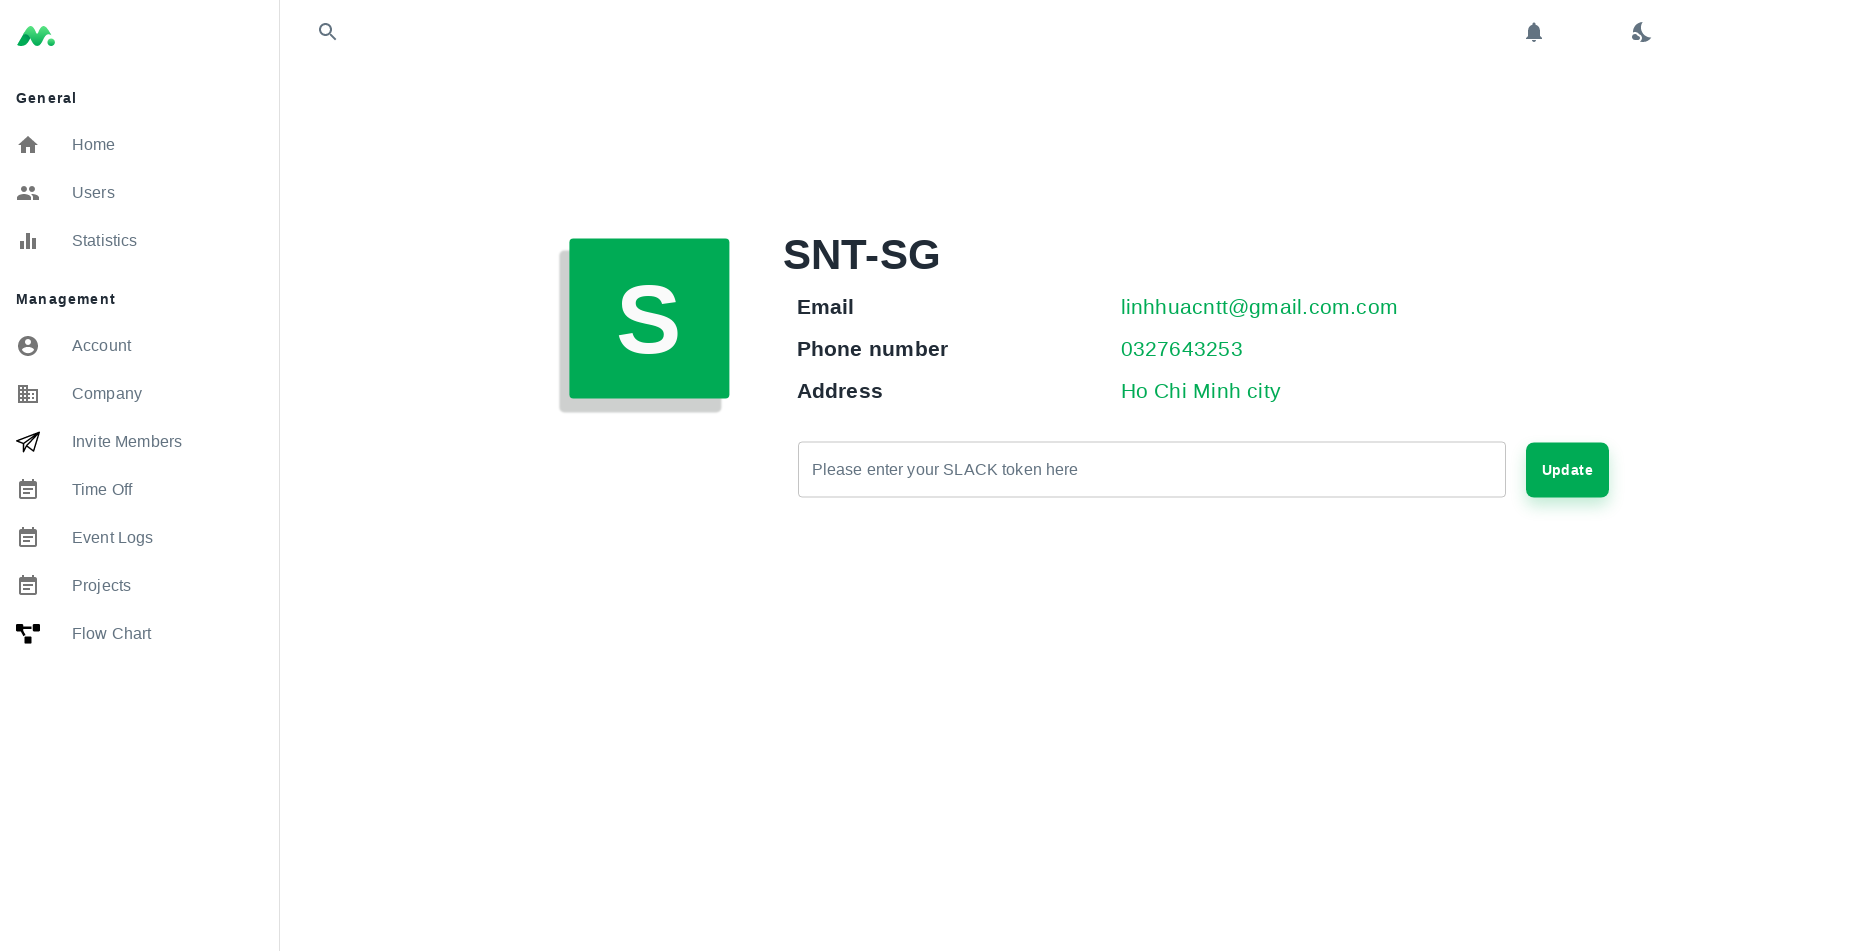 General
Home
Users
Statistics
Management
Account
Company
Invite Members
Time Off
Event Logs
Projects
Flow Chart
S
SNT-SG
Email linhhuacntt@gmail.com.com
Phone number 0327643253
Address Ho Chi Minh city
Please enter your SLACK token here
Update